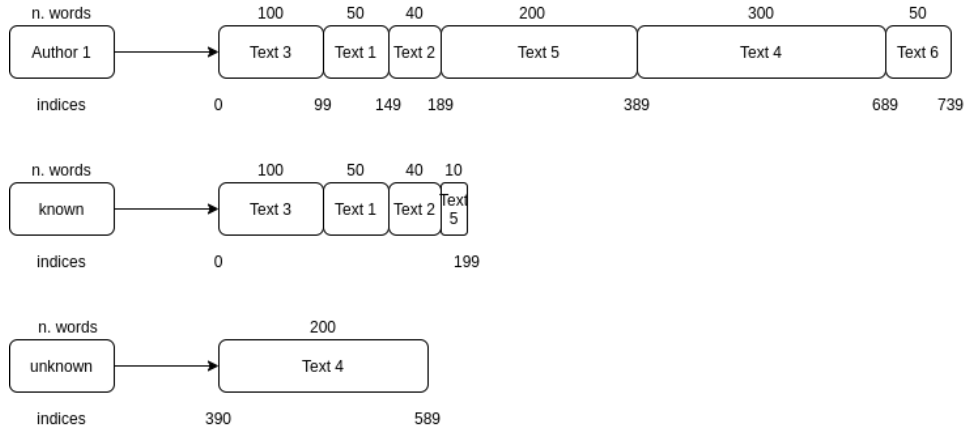 n. words 100 50 40 200 300 50
Author 1 Text 3 Text 1 Text 2 Text 5 Text 4 Text 6
indices 0 99 149 189 389 689 739
n. words 100 50 40 10
known Text 3 Text 1 Text 2 Text
5
indices 0 199
n. words 200
unknown Text 4
indices 390 589